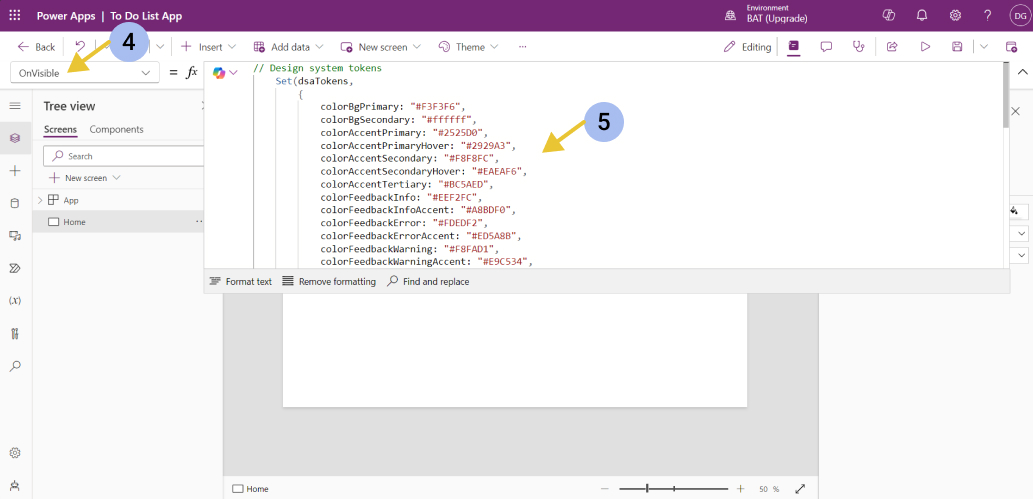 Power Apps | To Do List App
Environment
BAT (Upgrade)
DG
Back
Insert
Add data
New screen
Theme
...
Editing
4
OnVisible
= fx
// Design system tokens
Set(dsaTokens,
{
colorBgPrimary: "#F3F3F6",
colorBgSecondary: "#ffffff",
colorAccentPrimary: "#2525D0",
colorAccentPrimaryHover: "#2929A3",
colorAccentSecondary: "#F8F8FC",
colorAccentSecondaryHover: "#EAEAF6",
colorAccentTertiary: "#BC5AED",
colorFeedbackInfo: "#EEF2FC",
colorFeedbackInfoAccent: "#A8BDF0",
colorFeedbackError: "#FDEDF2",
colorFeedbackErrorAccent: "#ED5A8B",
colorFeedbackWarning: "#F8FAD1",
colorFeedbackWarningAccent: "#E9C534",
5
Format text
Remove formatting
Find and replace
Tree view
Screens
Components
Search
New screen
App
Home
(x)
Home
50 %